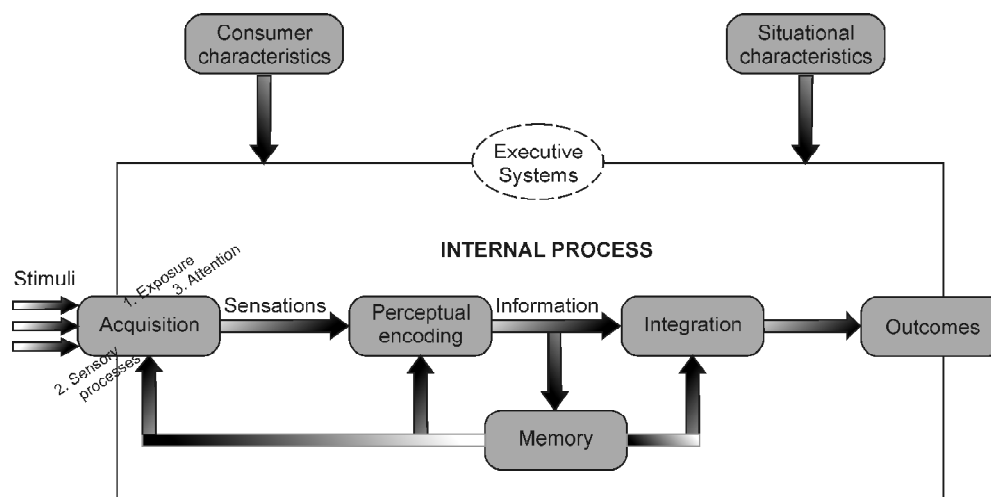 Consumer
characteristics
Situational
characteristics
Executive
Systems
INTERNAL PROCESS
Stimuli
1. Exposure
3. Attention
Acquisition
2. Sensory
processes
Sensations
Perceptual
encoding
Information
Integration
Outcomes
Memory